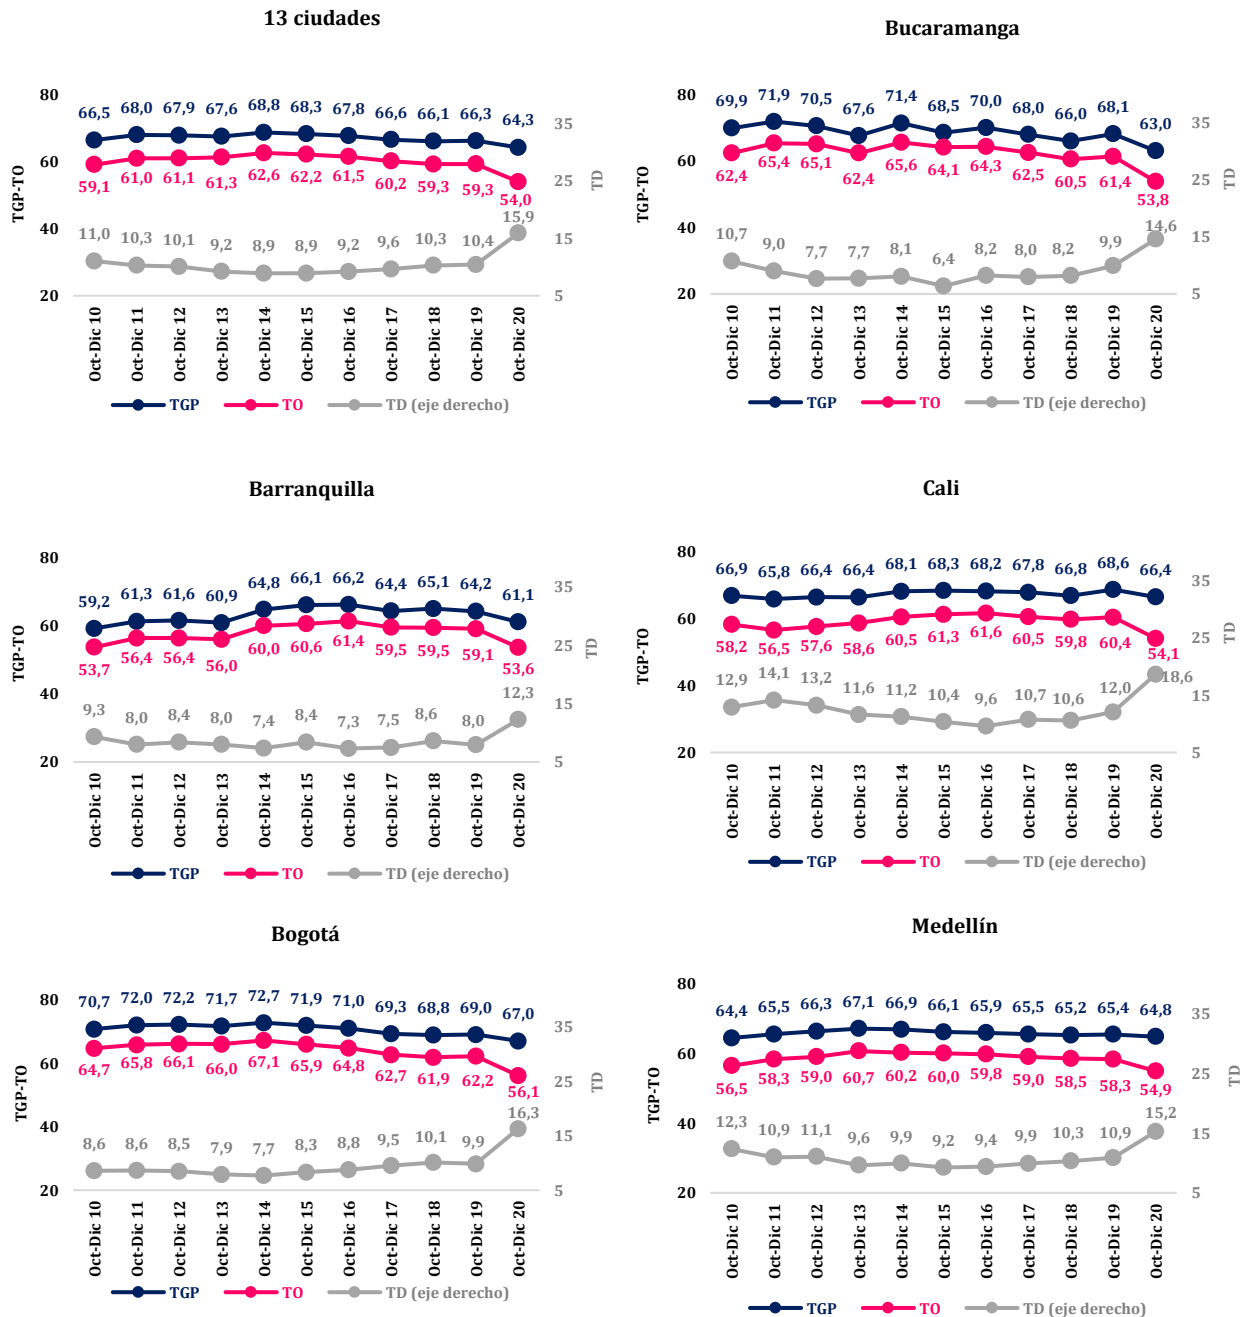 13 ciudades
80
60
40
20
TGP-TO
35
25
15
5
TD
66,5 68,0 67,9 67,6 68,8 68,3 67,8 66,6 66,1 66,3 64,3
59,1 61,0 61,1 61,3 62,6 62,2 61,5 60,2 59,3 59,3 54,0
11,0 10,3 10,1 9,2 8,9 8,9 9,2 9,6 10,3 10,4 15,9
Oct-Dic 10
Oct-Dic 11
Oct-Dic 12
Oct-Dic 13
Oct-Dic 14
Oct-Dic 15
Oct-Dic 16
Oct-Dic 17
Oct-Dic 18
Oct-Dic 19
Oct-Dic 20
TGP TO TD (eje derecho)
Bucaramanga
80
60
40
20
TGP-TO
35
25
15
5
TD
69,9 71,9 70,5 67,6 71,4 68,5 70,0 68,0 66,0 68,1 63,0
62,4 65,4 65,1 62,4 65,6 64,1 64,3 62,5 60,5 61,4 53,8
10,7 9,0 7,7 7,7 8,1 6,4 8,2 8,0 8,2 9,9 14,6
Oct-Dic 10
Oct-Dic 11
Oct-Dic 12
Oct-Dic 13
Oct-Dic 14
Oct-Dic 15
Oct-Dic 16
Oct-Dic 17
Oct-Dic 18
Oct-Dic 19
Oct-Dic 20
TGP TO TD (eje derecho)
Barranquilla
80
60
40
20
TGP-TO
35
25
15
5
TD
59,2 61,3 61,6 60,9 64,8 66,1 66,2 64,4 65,1 64,2 61,1
53,7 56,4 56,4 56,0 60,0 60,6 61,4 59,5 59,5 59,1 53,6
9,3 8,0 8,4 8,0 7,4 8,4 7,3 7,5 8,6 8,0 12,3
Oct-Dic 10
Oct-Dic 11
Oct-Dic 12
Oct-Dic 13
Oct-Dic 14
Oct-Dic 15
Oct-Dic 16
Oct-Dic 17
Oct-Dic 18
Oct-Dic 19
Oct-Dic 20
TGP TO TD (eje derecho)
Cali
80
60
40
20
TGP-TO
35
25
15
5
TD
66,9 65,8 66,4 66,4 68,1 68,3 68,2 67,8 66,8 68,6 66,4
58,2 56,5 57,6 58,6 60,5 61,3 61,6 60,5 59,8 60,4 54,1
12,9 14,1 13,2 11,6 11,2 10,4 9,6 10,7 10,6 12,0 18,6
Oct-Dic 10
Oct-Dic 11
Oct-Dic 12
Oct-Dic 13
Oct-Dic 14
Oct-Dic 15
Oct-Dic 16
Oct-Dic 17
Oct-Dic 18
Oct-Dic 19
Oct-Dic 20
TGP TO TD (eje derecho)
Bogotá
80
60
40
20
TGP-TO
35
25
15
5
TD
70,7 72,0 72,2 71,7 72,7 71,9 71,0 69,3 68,8 69,0 67,0
64,7 65,8 66,1 66,0 67,1 65,9 64,8 62,7 61,9 62,2 56,1
8,6 8,6 8,5 7,9 7,7 8,3 8,8 9,5 10,1 9,9 16,3
Oct-Dic 10
Oct-Dic 11
Oct-Dic 12
Oct-Dic 13
Oct-Dic 14
Oct-Dic 15
Oct-Dic 16
Oct-Dic 17
Oct-Dic 18
Oct-Dic 19
Oct-Dic 20
TGP TO TD (eje derecho)
Medellín
80
60
40
20
TGP-TO
35
25
15
5
TD
64,4 65,5 66,3 67,1 66,9 66,1 65,9 65,5 65,2 65,4 64,8
56,5 58,3 59,0 60,7 60,2 60,0 59,8 59,0 58,5 58,3 54,9
12,3 10,9 11,1 9,6 9,9 9,2 9,4 9,9 10,3 10,9 15,2
Oct-Dic 10
Oct-Dic 11
Oct-Dic 12
Oct-Dic 13
Oct-Dic 14
Oct-Dic 15
Oct-Dic 16
Oct-Dic 17
Oct-Dic 18
Oct-Dic 19
Oct-Dic 20
TGP TO TD (eje derecho)